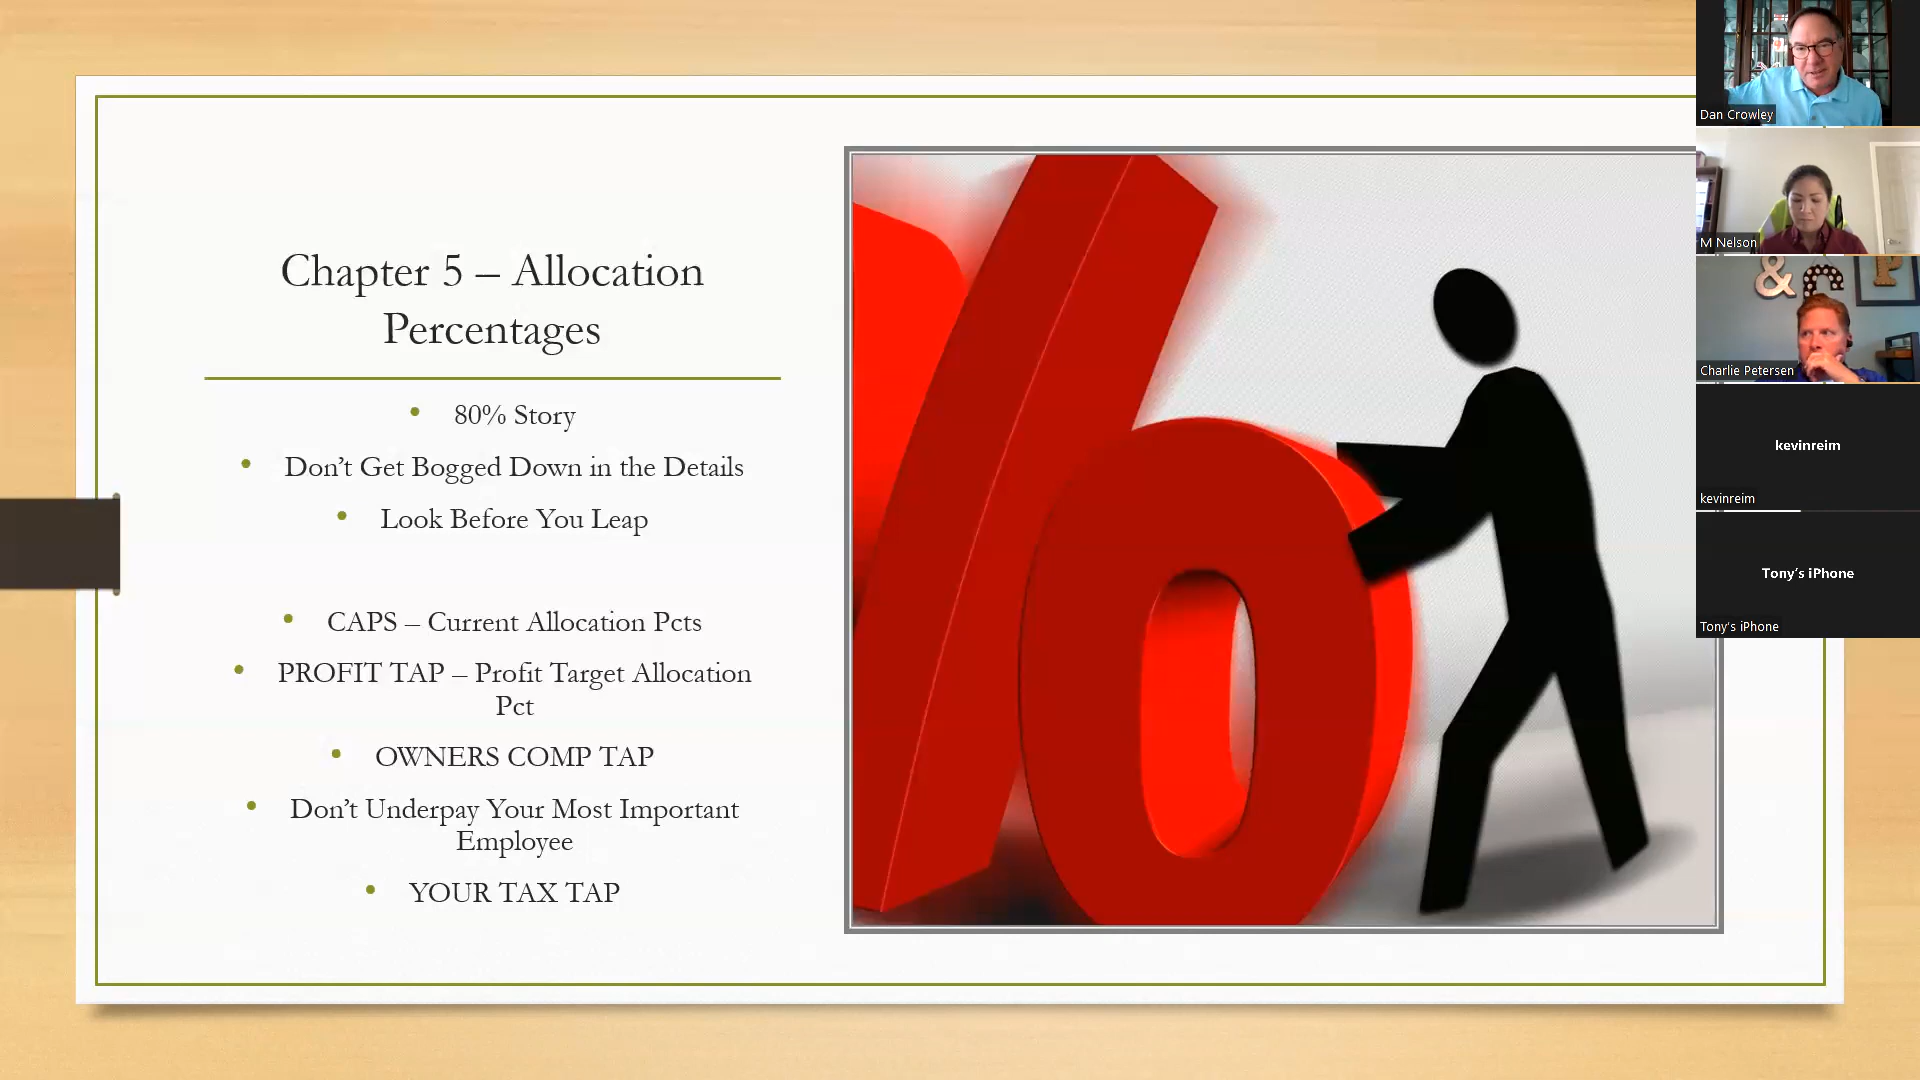 Chapter 5 – Allocation
Percentages
• 80% Story
• Don’t Get Bogged Down in the Details
• Look Before You Leap
• CAPS – Current Allocation Pcts
• PROFIT TAP – Profit Target Allocation
Pct
• OWNERS COMP TAP
• Don’t Underpay Your Most Important
Employee
• YOUR TAX TAP
%
Dan Crowley
M Nelson
& C P
Charlie Petersen
kevinreim
kevinreim
Tony’s iPhone
Tony's iPhone